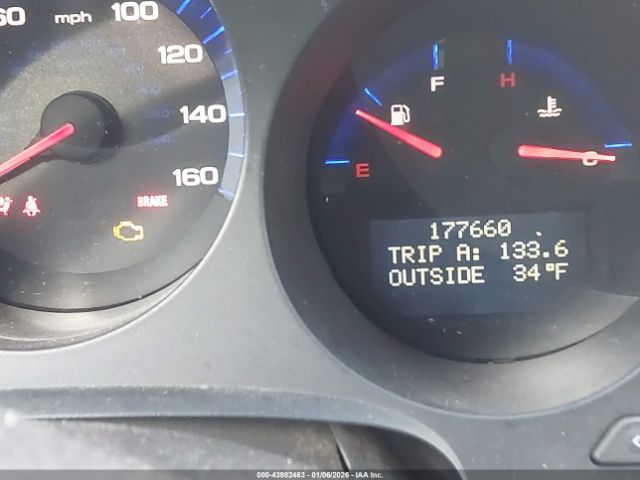 60 mph 100
120
140
160
BRAKE
F H
E C
177660
TRIP A: 133.6
OUTSIDE 34°F
000-43982463 | 01/06/2026 | IAA Inc.